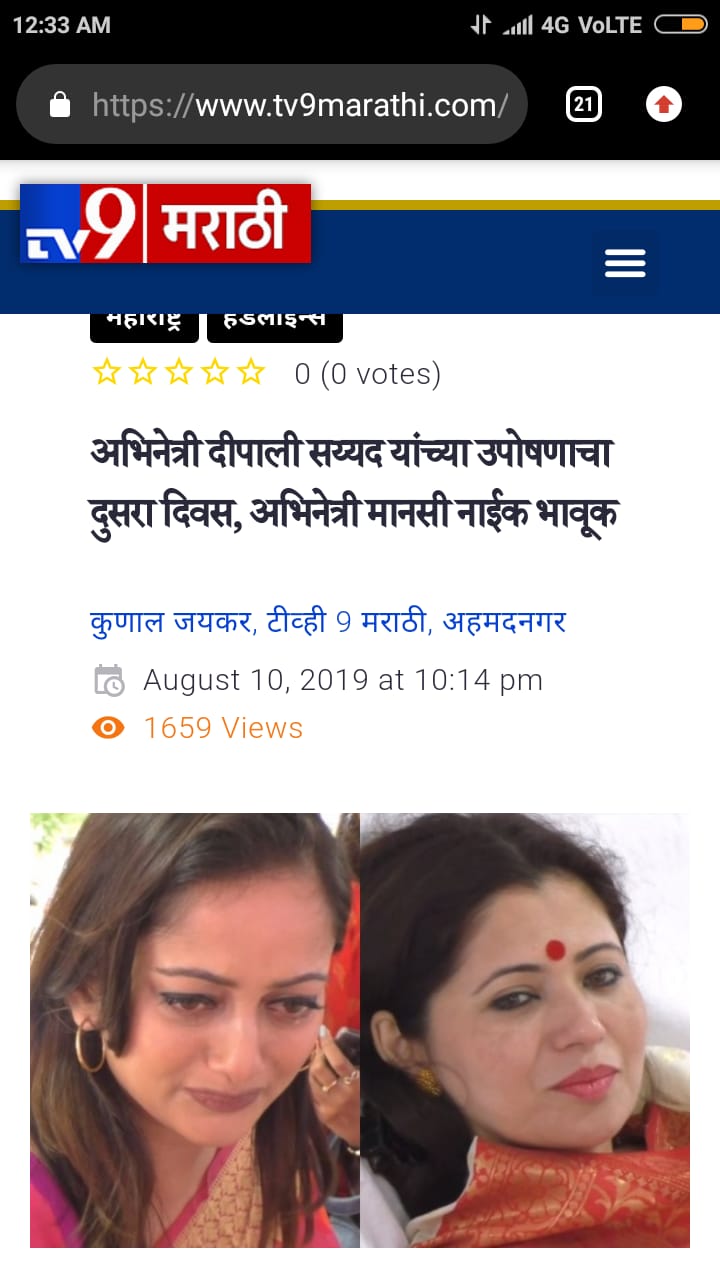 12:33 AM 4G VoLTE
https://www.tv9marathi.com/ 21
TV9 मराठी
महाराष्ट्र हेडलाईन्स
0 (0 votes)
अभिनेत्री दीपाली सय्यद यांच्या उपोषणाचा
दुसरा दिवस, अभिनेत्री मानसी नाईक भावूक
कुणाल जयकर, टीव्ही 9 मराठी, अहमदनगर
August 10, 2019 at 10:14 pm
1659 Views